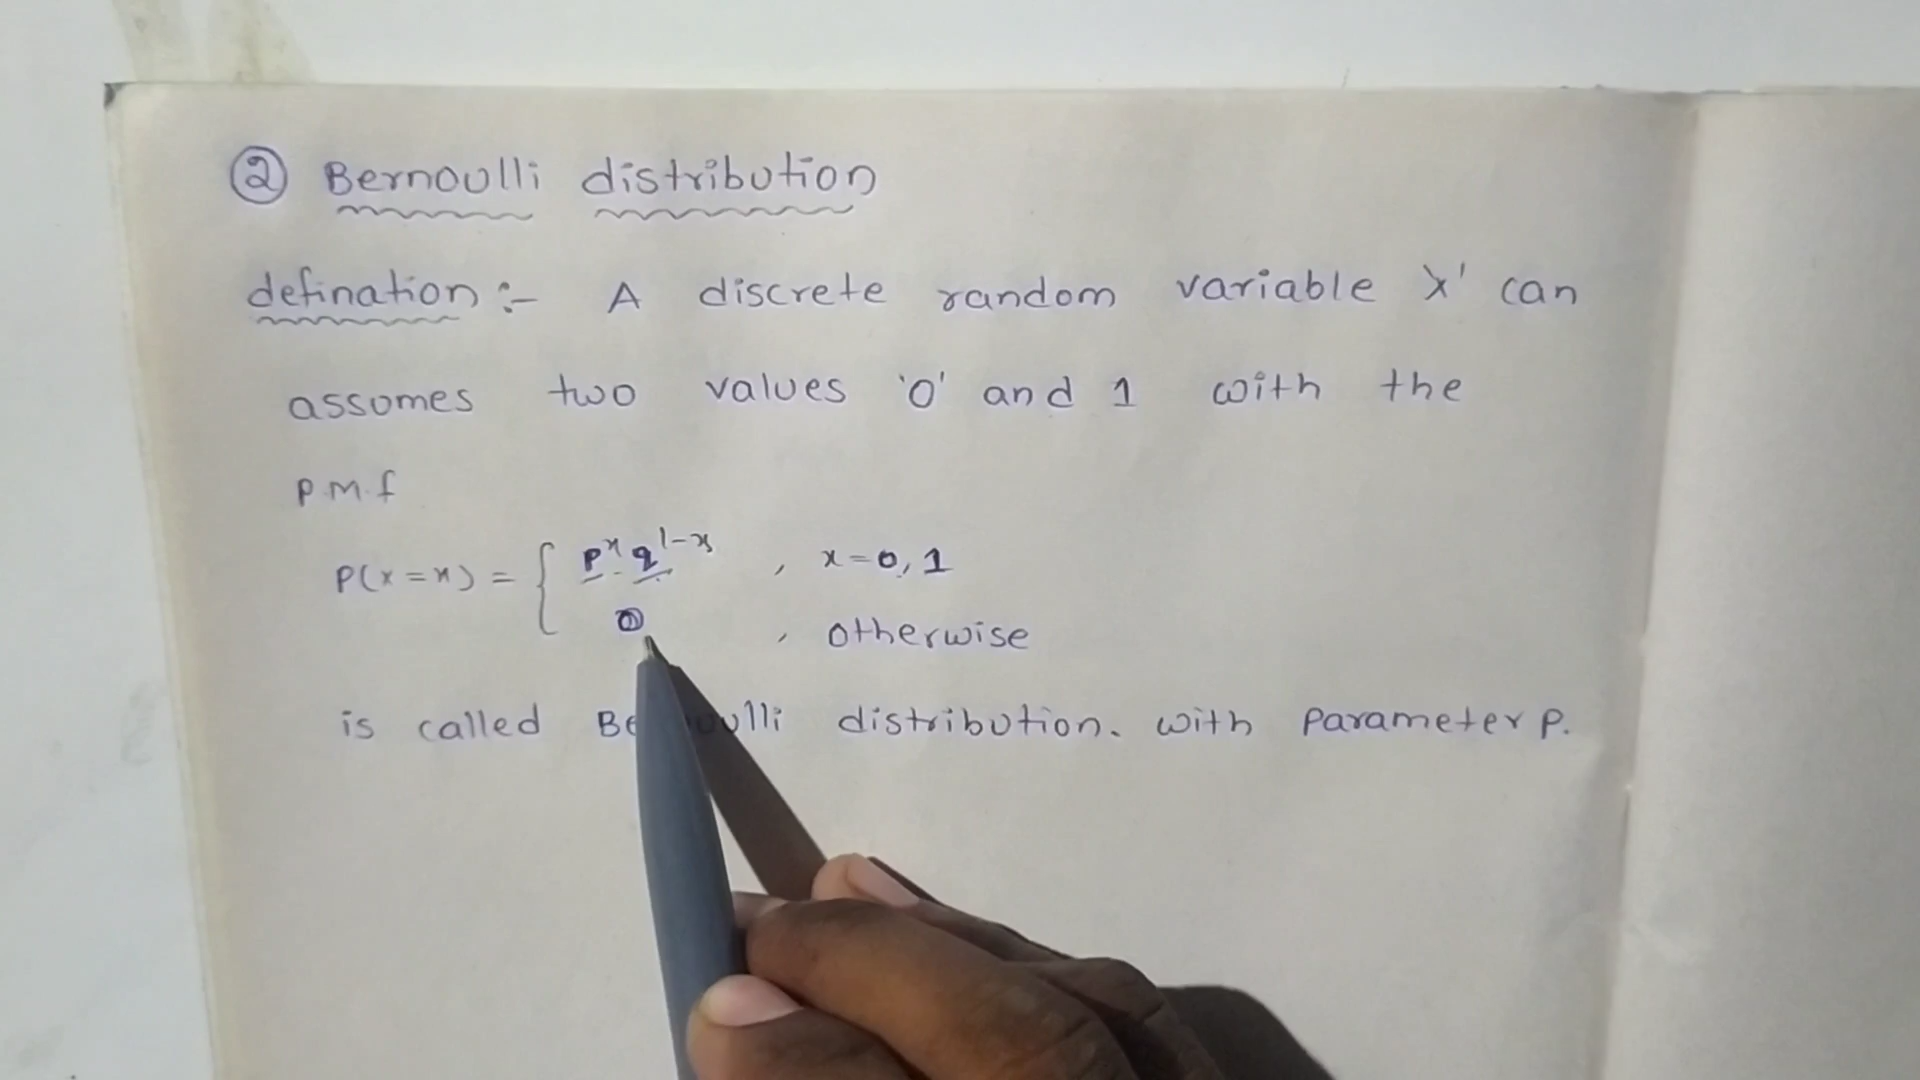 ② Bernoulli distribution
defination :- A discrete random variable 'X' can
assumes two values '0' and 1 with the
P.M.f
P(x=x) = { p^x q^1-x , x=0,1
0 , otherwise
is called distribution. with Parameter P.